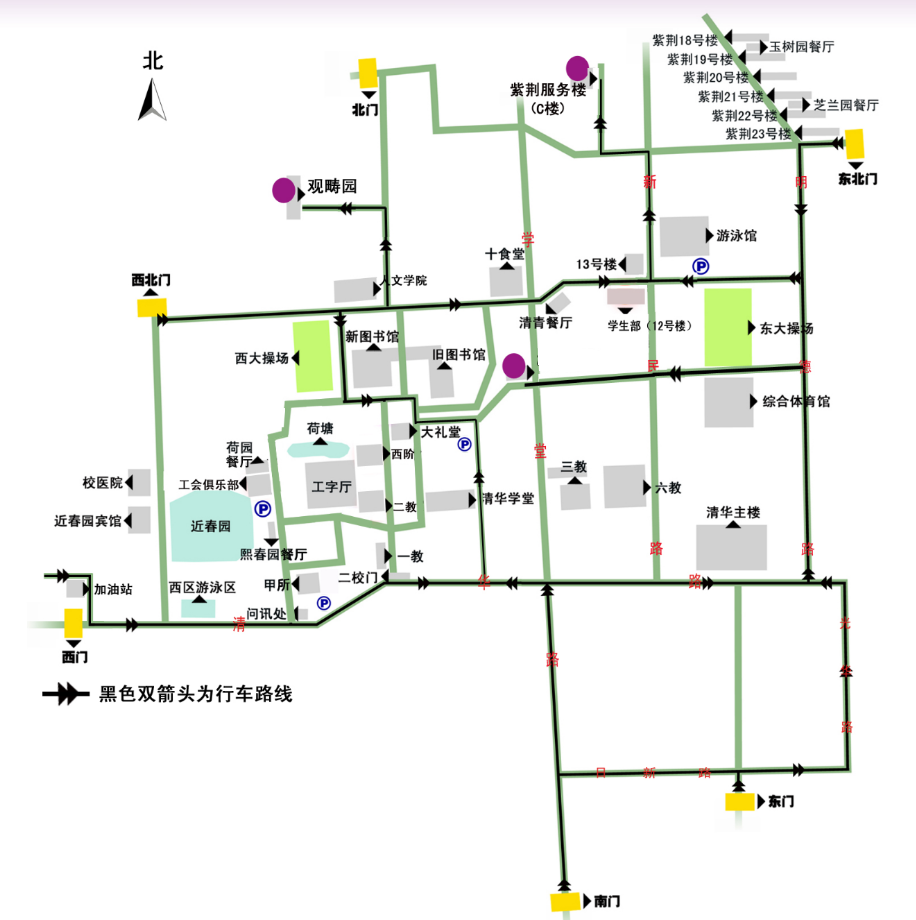 北
北门
紫荆服务楼
(C楼)
紫荆18号楼
玉树园餐厅
紫荆19号楼
紫荆20号楼
紫荆21号楼
芝兰园餐厅
紫荆22号楼
紫荆23号楼
东北门
观畴园
新
明
学
游泳馆
十食堂
13号楼
P
西北门
人文学院
清青餐厅
学生部(12号楼)
东大操场
西大操场
新图书馆
旧图书馆
民
德
综合体育馆
荷塘
大礼堂
P
荷园
餐厅
西阶
堂
校医院
工会俱乐部
工字厅
三教
六教
清华学堂
二教
P
近春园宾馆
近春园
清华主楼
熙春园餐厅
一教
路
路
加油站
西区游泳区
甲所
二校门
华
路
问讯处
P
清
光
西门
路
华
黑色双箭头为行车路线
路
日
新
路
东门
南门